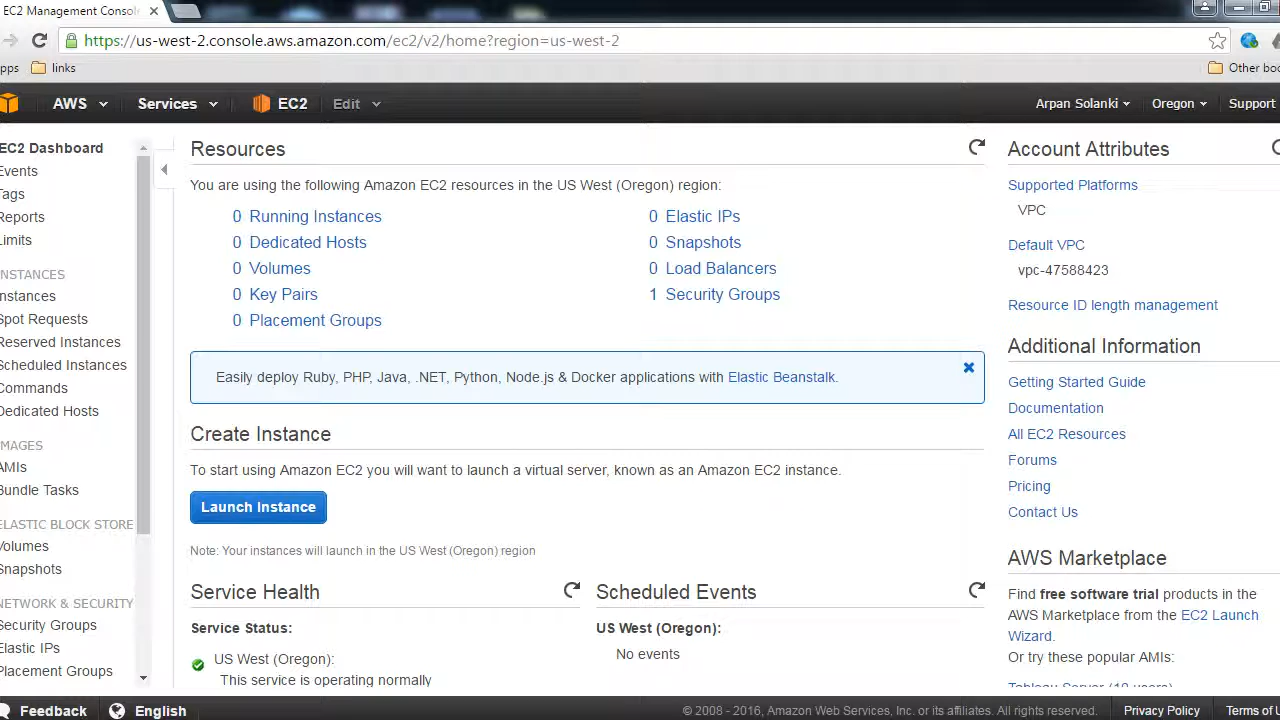 EC2 Management Consol
https://us-west-2.console.aws.amazon.com/ec2/v2/home?region=us-west-2
pps links Other boo
AWS Services EC2 Edit Arpan Solanki Oregon Support
EC2 Dashboard
Events
Tags
Reports
Limits
INSTANCES
Instances
Spot Requests
Reserved Instances
Scheduled Instances
Commands
Dedicated Hosts
IMAGES
AMIs
Bundle Tasks
ELASTIC BLOCK STORE
Volumes
Snapshots
NETWORK & SECURITY
Security Groups
Elastic IPs
Placement Groups
Resources
You are using the following Amazon EC2 resources in the US West (Oregon) region:
0 Running Instances
0 Dedicated Hosts
0 Volumes
0 Key Pairs
0 Placement Groups
0 Elastic IPs
0 Snapshots
0 Load Balancers
1 Security Groups
Easily deploy Ruby, PHP, Java, .NET, Python, Node.js & Docker applications with Elastic Beanstalk.
Create Instance
To start using Amazon EC2 you will want to launch a virtual server, known as an Amazon EC2 instance.
Launch Instance
Note: Your instances will launch in the US West (Oregon) region
Service Health
Service Status:
US West (Oregon):
This service is operating normally
Scheduled Events
US West (Oregon):
No events
Account Attributes
Supported Platforms
VPC
Default VPC
vpc-47588423
Resource ID length management
Additional Information
Getting Started Guide
Documentation
All EC2 Resources
Forums
Pricing
Contact Us
AWS Marketplace
Find free software trial products in the
AWS Marketplace from the EC2 Launch
Wizard.
Or try these popular AMIs:
Tableau Server (10 users)
Feedback English © 2008 - 2016, Amazon Web Services, Inc. or its affiliates. All rights reserved. Privacy Policy Terms of U